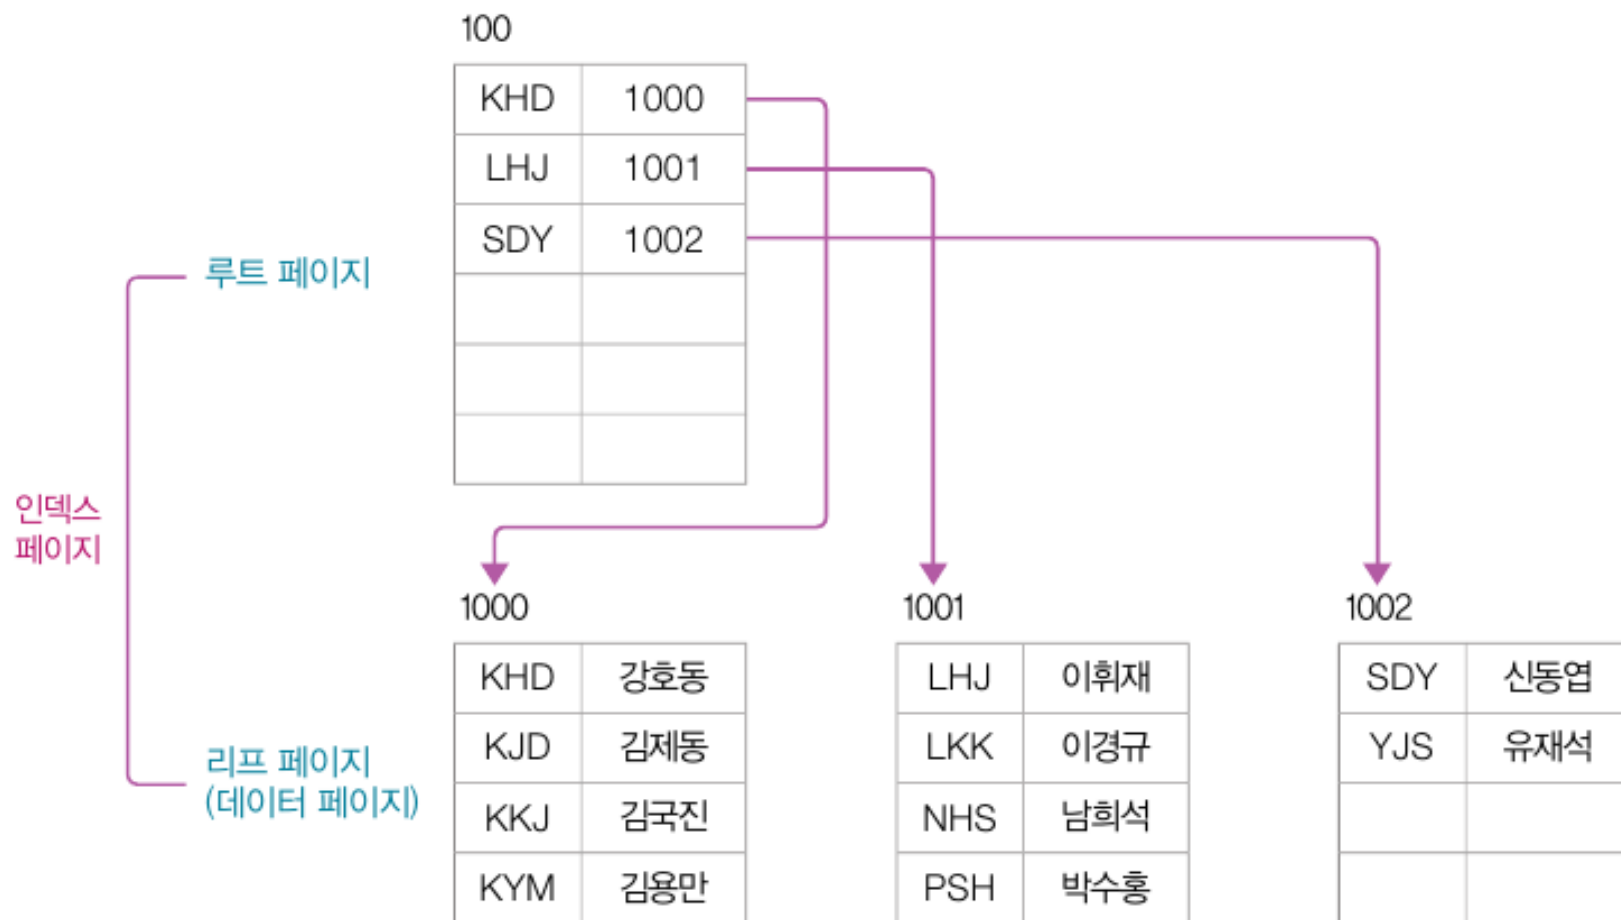 100
KHD 1000
LHJ 1001
SDY 1002
루트 페이지
인덱스
페이지
1000
KHD 강호동
KJD 김제동
KKJ 김국진
KYM 김용만
1001
LHJ 이휘재
LKK 이경규
NHS 남희석
PSH 박수홍
1002
SDY 신동엽
YJS 유재석
리프 페이지
(데이터 페이지)